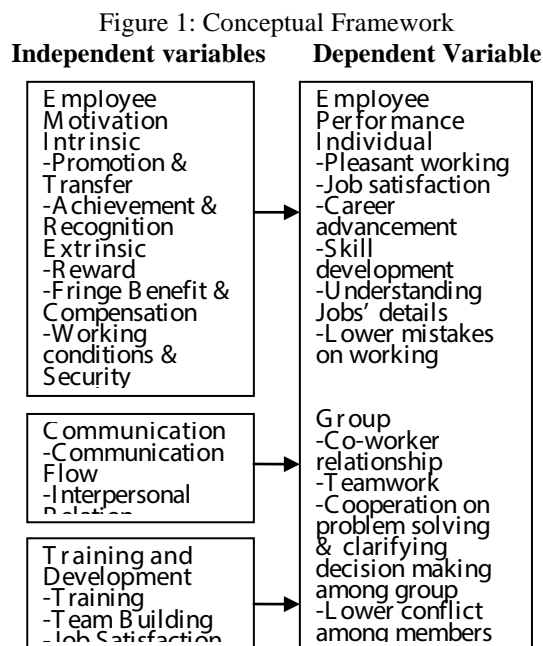 Figure 1: Conceptual Framework
Independent variables Dependent Variable
Employee
Motivation
Intrinsic
-Promotion &
Transfer
-Achievement &
Recognition
Extrinsic
-Reward
-Fringe Benefit &
Compensation
-Working
conditions &
Security
Communication
-Communication
Flow
-Interpersonal
Relation
Training and
Development
-Training
-Team Building
-Job Satisfaction
Employee
Performance
Individual
-Pleasant working
-Job satisfaction
-Career
advancement
-Skill
development
-Understanding
Jobs' details
-Lower mistakes
on working
Group
-Co-worker
relationship
-Teamwork
-Cooperation on
problem solving
& clarifying
decision making
among group
-Lower conflict
among members